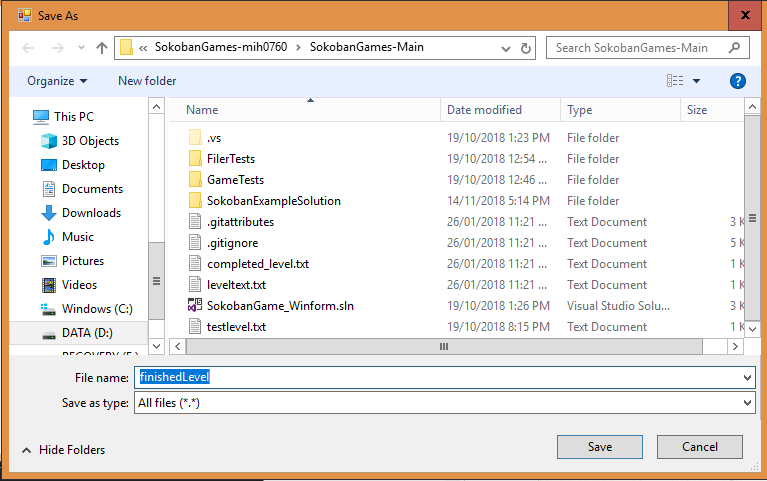 Save As
« SokobanGames-mih0760 > SokobanGames-Main
Search SokobanGames-Main
Organize
New folder
This PC
3D Objects
Desktop
Documents
Downloads
Music
Pictures
Videos
Windows (C:)
DATA (D:)
Name Date modified Type Size
.vs 19/10/2018 1:23 PM File folder
FilerTests 19/10/2018 12:54 ... File folder
GameTests 19/10/2018 12:46 ... File folder
SokobanExampleSolution 14/11/2018 5:14 PM File folder
.gitattributes 26/01/2018 11:21 ... Text Document 3 K
.gitignore 26/01/2018 11:21 ... Text Document 5 K
completed_level.txt 26/01/2018 11:21 ... Text Document 1 K
leveltext.txt 26/01/2018 11:21 ... Text Document 1 K
SokobanGame_Winform.sln 19/10/2018 1:26 PM Visual Studio Solu... 3 K
testlevel.txt 19/10/2018 8:15 PM Text Document 1 K
File name: finishedLevel
Save as type: All files (*.*)
Hide Folders
Save
Cancel